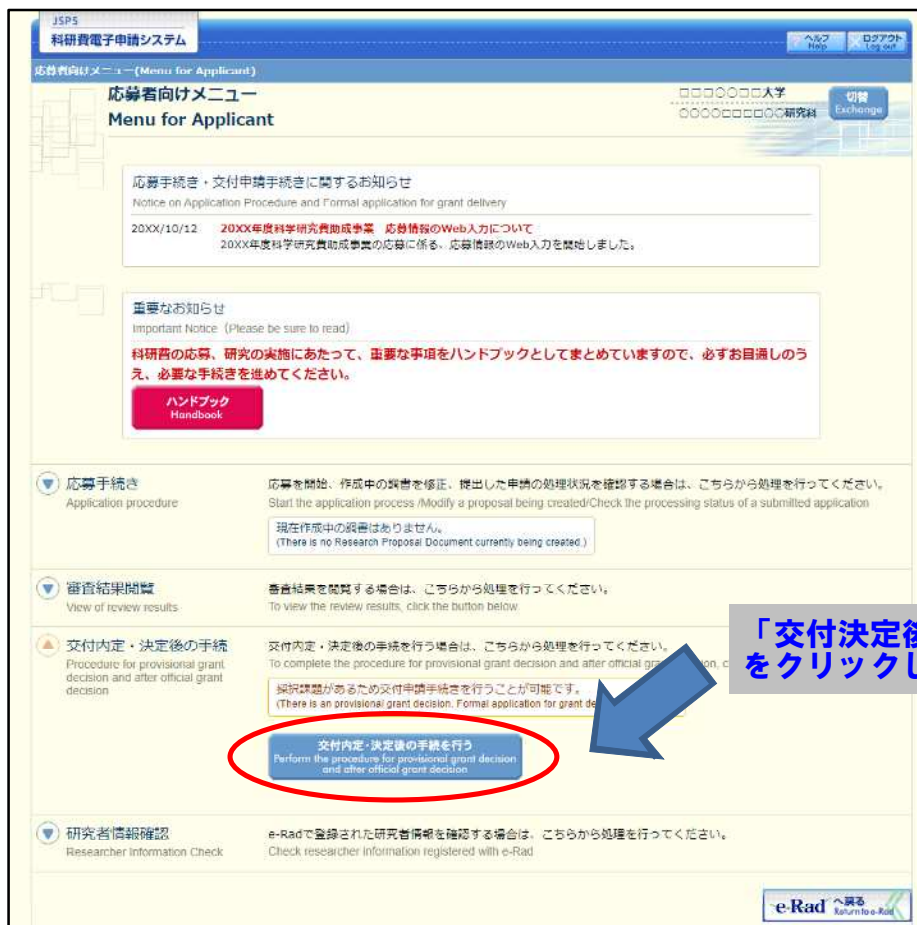 JSPS
科研費電子申請システム
ヘルプ
Help
ログアウト
Log out
応募者向けメニュー(Menu for Applicant)
応募者向けメニュー
Menu for Applicant
□□□○○□□大学
○○○○□□□□□○○研究科
切替
Exchange
応募手続き・交付申請手続きに関するお知らせ
Notice on Application Procedure and Formal application for grant delivery
20XX/10/12 20XX年度科学研究費助成事業 応募情報のWeb入力について
20XX年度科学研究費助成事業の応募に係る、応募情報のWeb入力を開始しました。
重要なお知らせ
Important Notice (Please be sure to read)
科研費の応募、研究の実施にあたって、重要な事項をハンドブックとしてまとめていますので、必ずお目通しのう
え、必要な手続きを進めてください。
ハンドブック
Handbook
応募手続き
Application procedure
応募を開始、作成中の調書を修正、提出した申請の処理状況を確認する場合は、こちらから処理を行ってください。
Start the application process /Modify a proposal being created/Check the processing status of a submitted application
現在作成中の調書はありません。
(There is no Research Proposal Document currently being created.)
審査結果閲覧
View of review results
審査結果を閲覧する場合は、こちらから処理を行ってください。
To view the review results, click the button below
交付内定・決定後の手続
Procedure for provisional grant
decision and after official grant
decision
交付内定・決定後の手続を行う場合は、こちらから処理を行ってください。
To complete the procedure for provisional grant decision and after official gra
採択課題があるため交付申請手続きを行うことが可能です。
(There is an provisional grant decision. Formal application for grant de
交付内定・決定後の手続を行う
Perform the procedure for provisional grant decision
and after official grant decision
「交付決定後
をクリックし
研究者情報確認
Researcher Information Check
e-Radで登録された研究者情報を確認する場合は、こちらから処理を行ってください。
Check researcher information registered with e-Rad
e-Rad へ戻る
Return to e-Rad